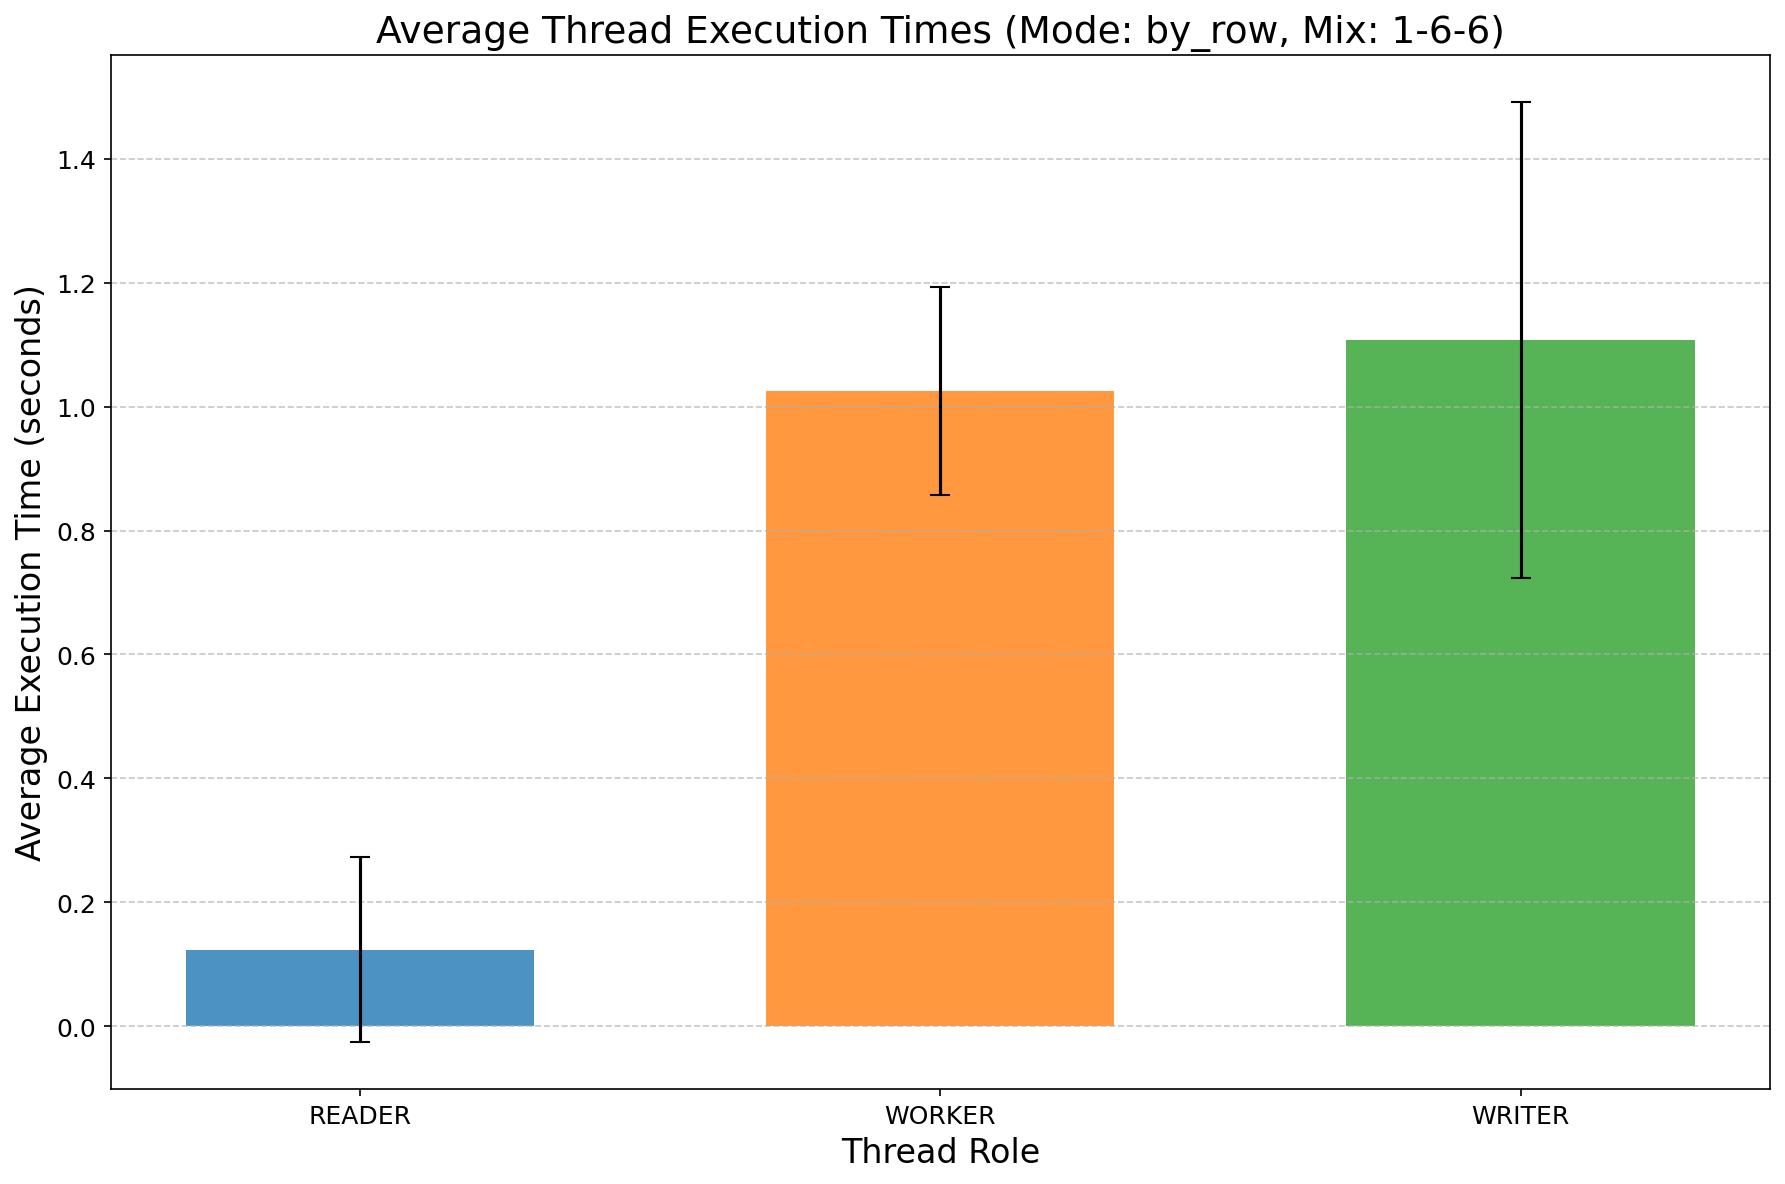 Average Thread Execution Times (Mode: by_row, Mix: 1-6-6)
Average Execution Time (seconds)
1.4
1.2
1.0
0.8
0.6
0.4
0.2
0.0
READER WORKER WRITER
Thread Role